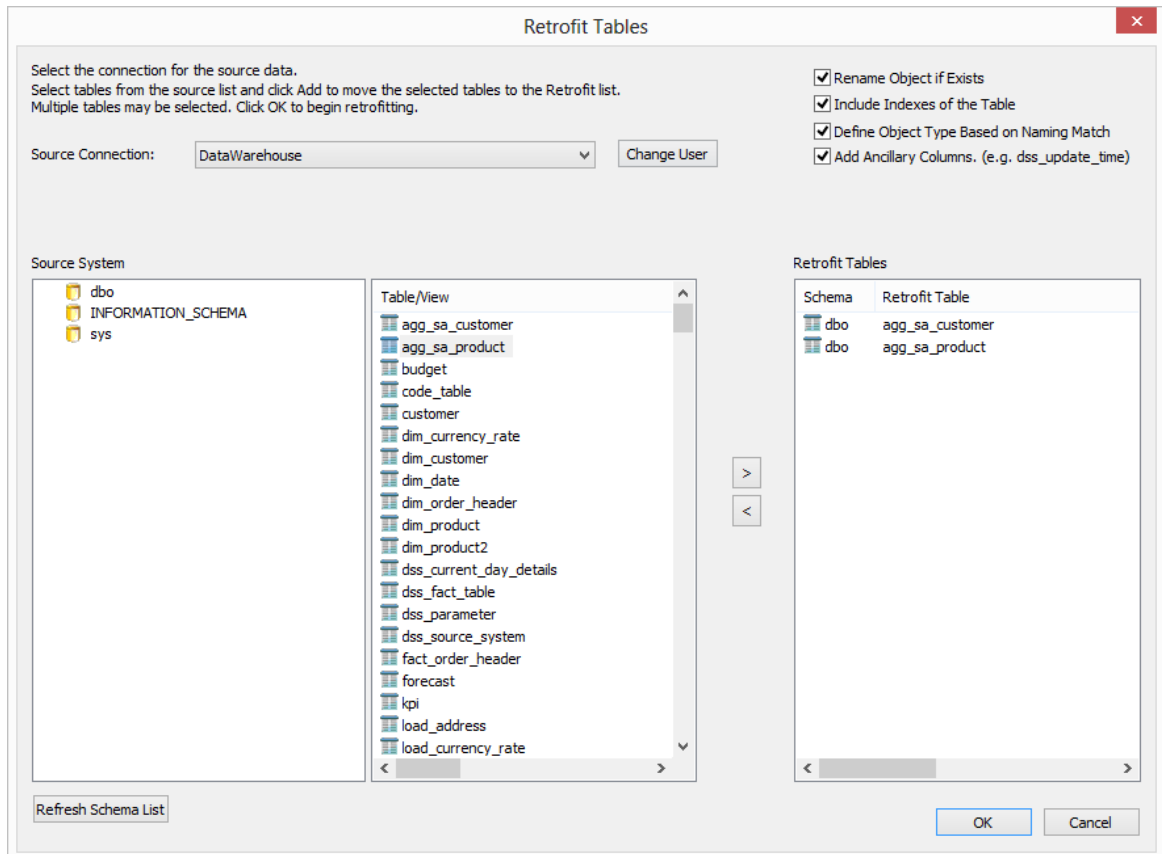 Retrofit Tables
Select the connection for the source data.
Select tables from the source list and click Add to move the selected tables to the Retrofit list.
Multiple tables may be selected. Click OK to begin retrofitting.
Rename Object if Exists
Include Indexes of the Table
Define Object Type Based on Naming Match
Add Ancillary Columns. (e.g. dss_update_time)
Source Connection:
DataWarehouse
Change User
Source System
dbo
INFORMATION_SCHEMA
sys
Table/View
agg_sa_customer
agg_sa_product
budget
code_table
customer
dim_currency_rate
dim_customer
dim_date
dim_order_header
dim_product
dim_product2
dss_current_day_details
dss_fact_table
dss_parameter
dss_source_system
fact_order_header
forecast
kpi
load_address
load_currency_rate
>
<
Retrofit Tables
Schema Retrofit Table
dbo agg_sa_customer
dbo agg_sa_product
Refresh Schema List
OK
Cancel